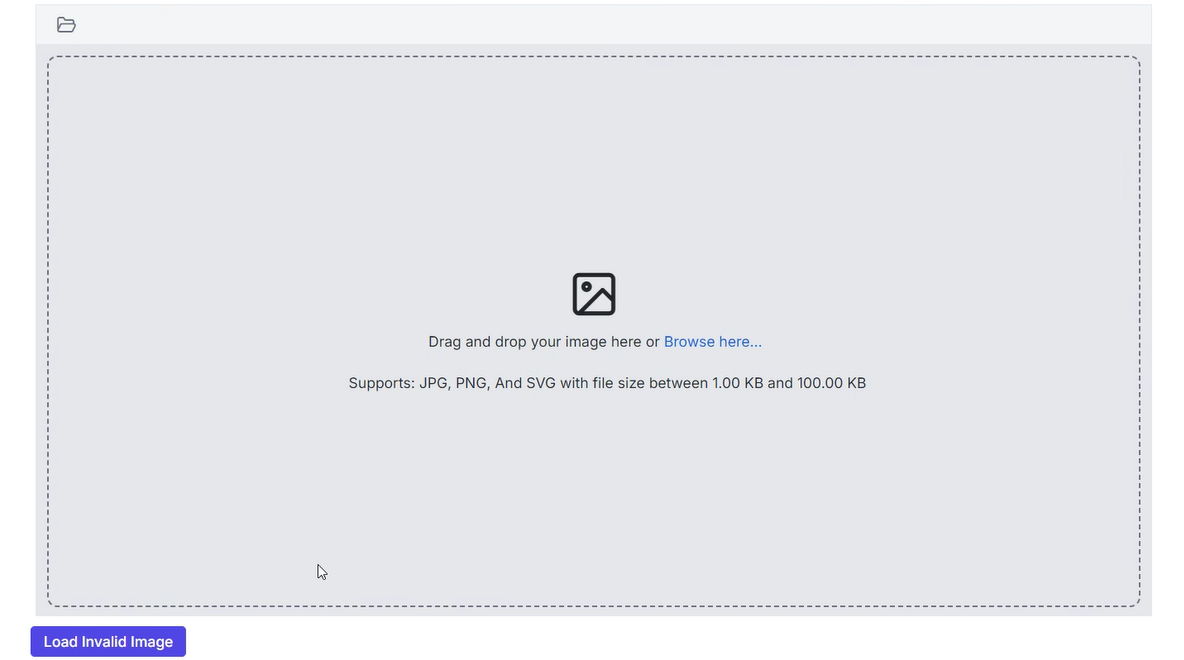 Drag and drop your image here or Browse here...
Supports: JPG, PNG, And SVG with file size between 1.00 KB and 100.00 KB
Load Invalid Image